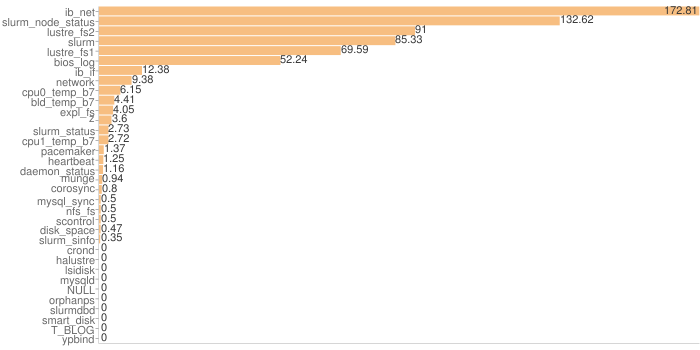 ib_net 172.81
slurm_node_status 132.62
lustre_fs2 91
slurm 85.33
lustre_fs1 69.59
bios_log 52.24
ib_if 12.38
network 9.38
cpu0_temp_b7 6.15
bld_temp_b7 4.41
expl_fs 4.05
z 3.6
slurm_status 2.73
cpu1_temp_b7 2.72
pacemaker 1.37
heartbeat 1.25
daemon_status 1.16
munge 0.94
corosync 0.8
mysql_sync 0.5
nfs_fs 0.5
scontrol 0.5
disk_space 0.47
slurm_sinfo 0.35
crond 0
halustre 0
lsidisk 0
mysqld 0
NULL 0
orphanps 0
slurmdbd 0
smart_disk 0
T_BLOG 0
ypbind 0